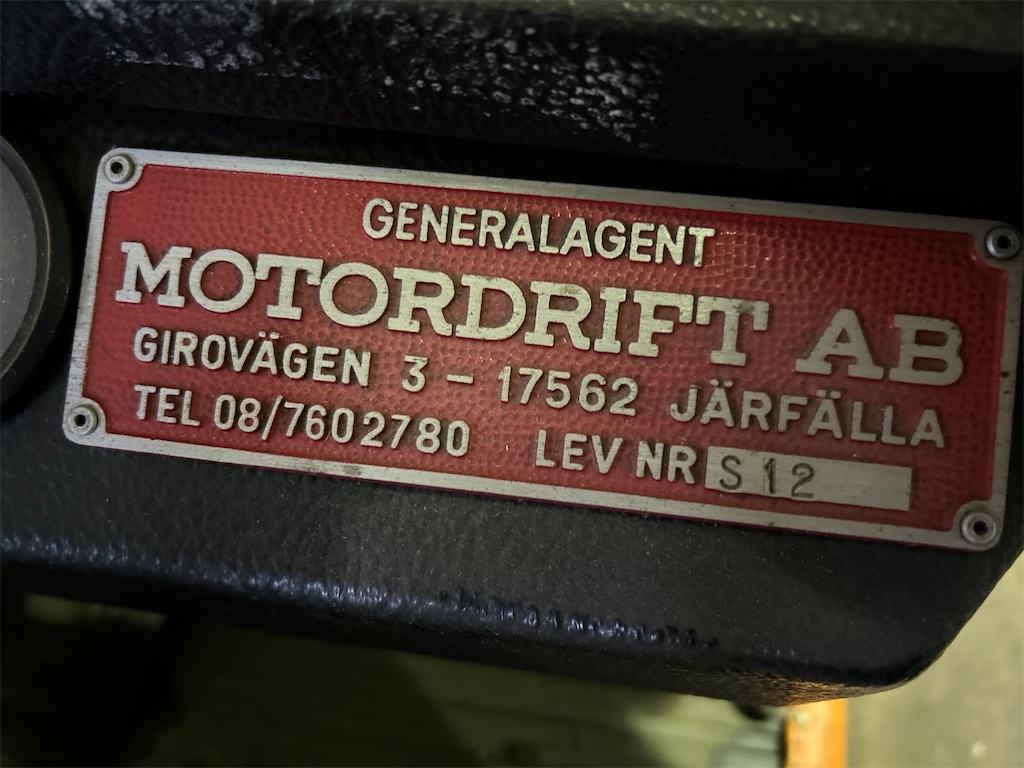 GENERALAGENT
MOTORDRIFT AB
GIROVÄGEN 3 - 17562 JÄRFÄLLA
TEL 08/7602780 LEV NR S 12